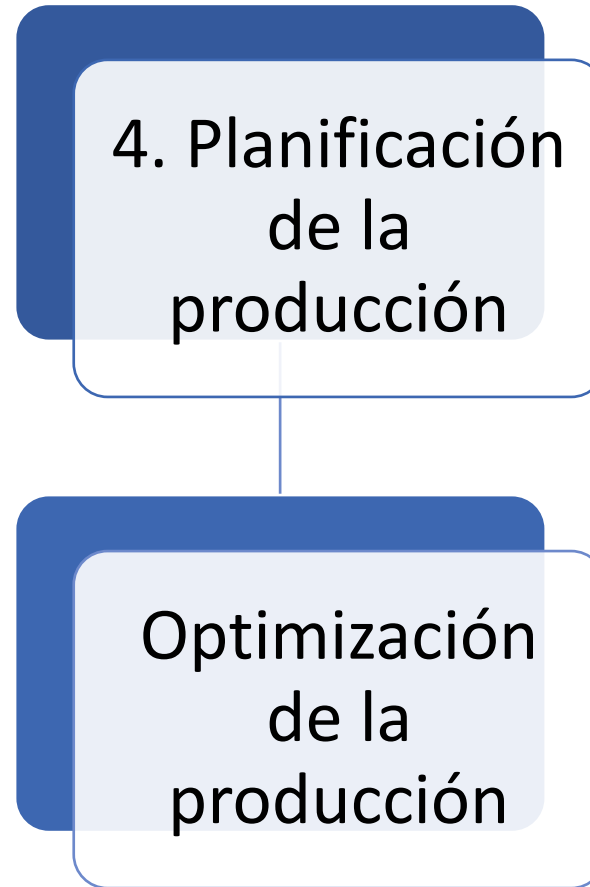 4. Planificación
de la
producción
Optimización
de la
producción